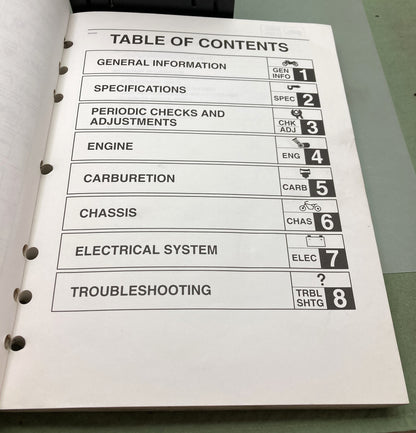 TABLE OF CONTENTS
GENERAL INFORMATION
GEN
INFO 1
SPECIFICATIONS
SPEC 2
PERIODIC CHECKS AND
ADJUSTMENTS
CHK
ADJ 3
ENGINE
ENG 4
CARBURETION
CARB 5
CHASSIS
CHAS 6
ELECTRICAL SYSTEM
ELEC 7
TROUBLESHOOTING
?
TRBL
SHTG 8